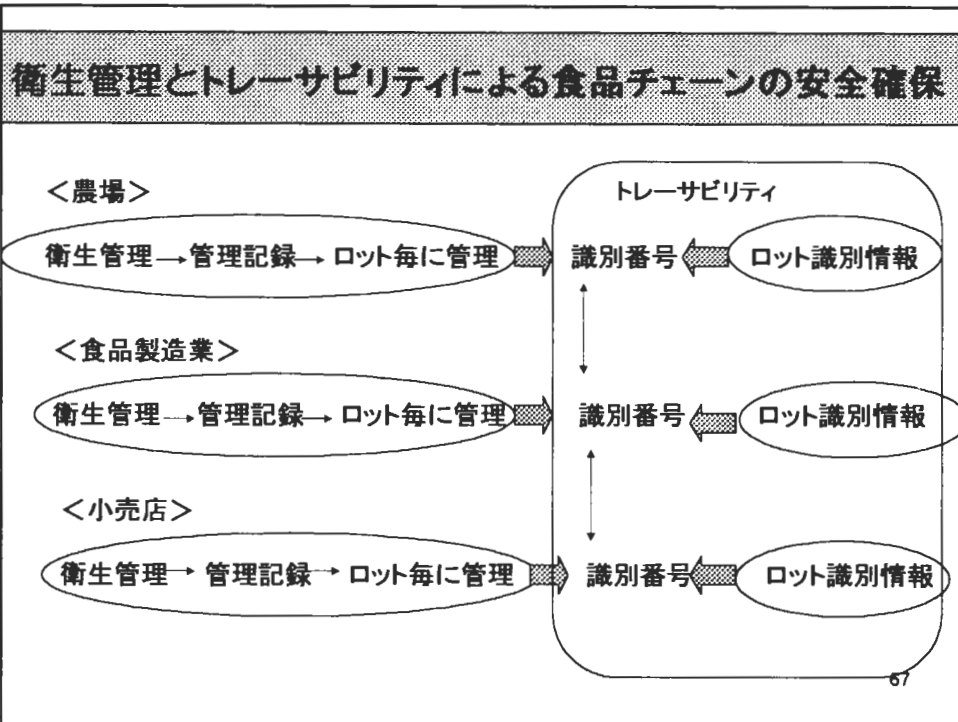 衛生管理とトレーサビリティによる食品チェーンの安全確保
トレーサビリティ
＜農場＞
衛生管理→管理記録→ロット毎に管理 識別番号 ロット識別情報
＜食品製造業＞
衛生管理→管理記録→ロット毎に管理 識別番号 ロット識別情報
＜小売店＞
衛生管理→管理記録→ロット毎に管理 識別番号 ロット識別情報
67